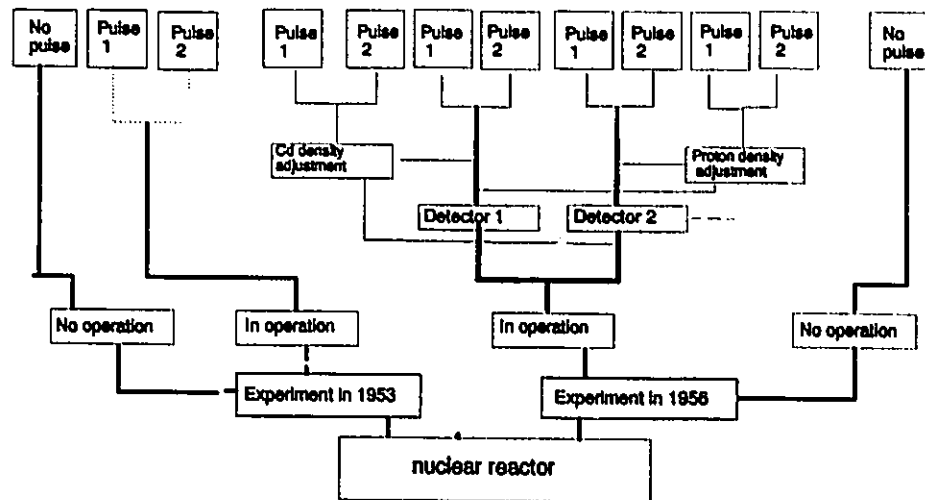 No
pulse
Pulse
1
Pulse
2
Pulse
1
Pulse
2
Pulse
1
Pulse
2
Pulse
1
Pulse
2
Pulse
1
Pulse
2
No
pulse
Cd density
adjustment
Proton density
adjustment
Detector 1
Detector 2
No operation
In operation
In operation
No operation
Experiment in 1953
Experiment in 1956
nuclear reactor